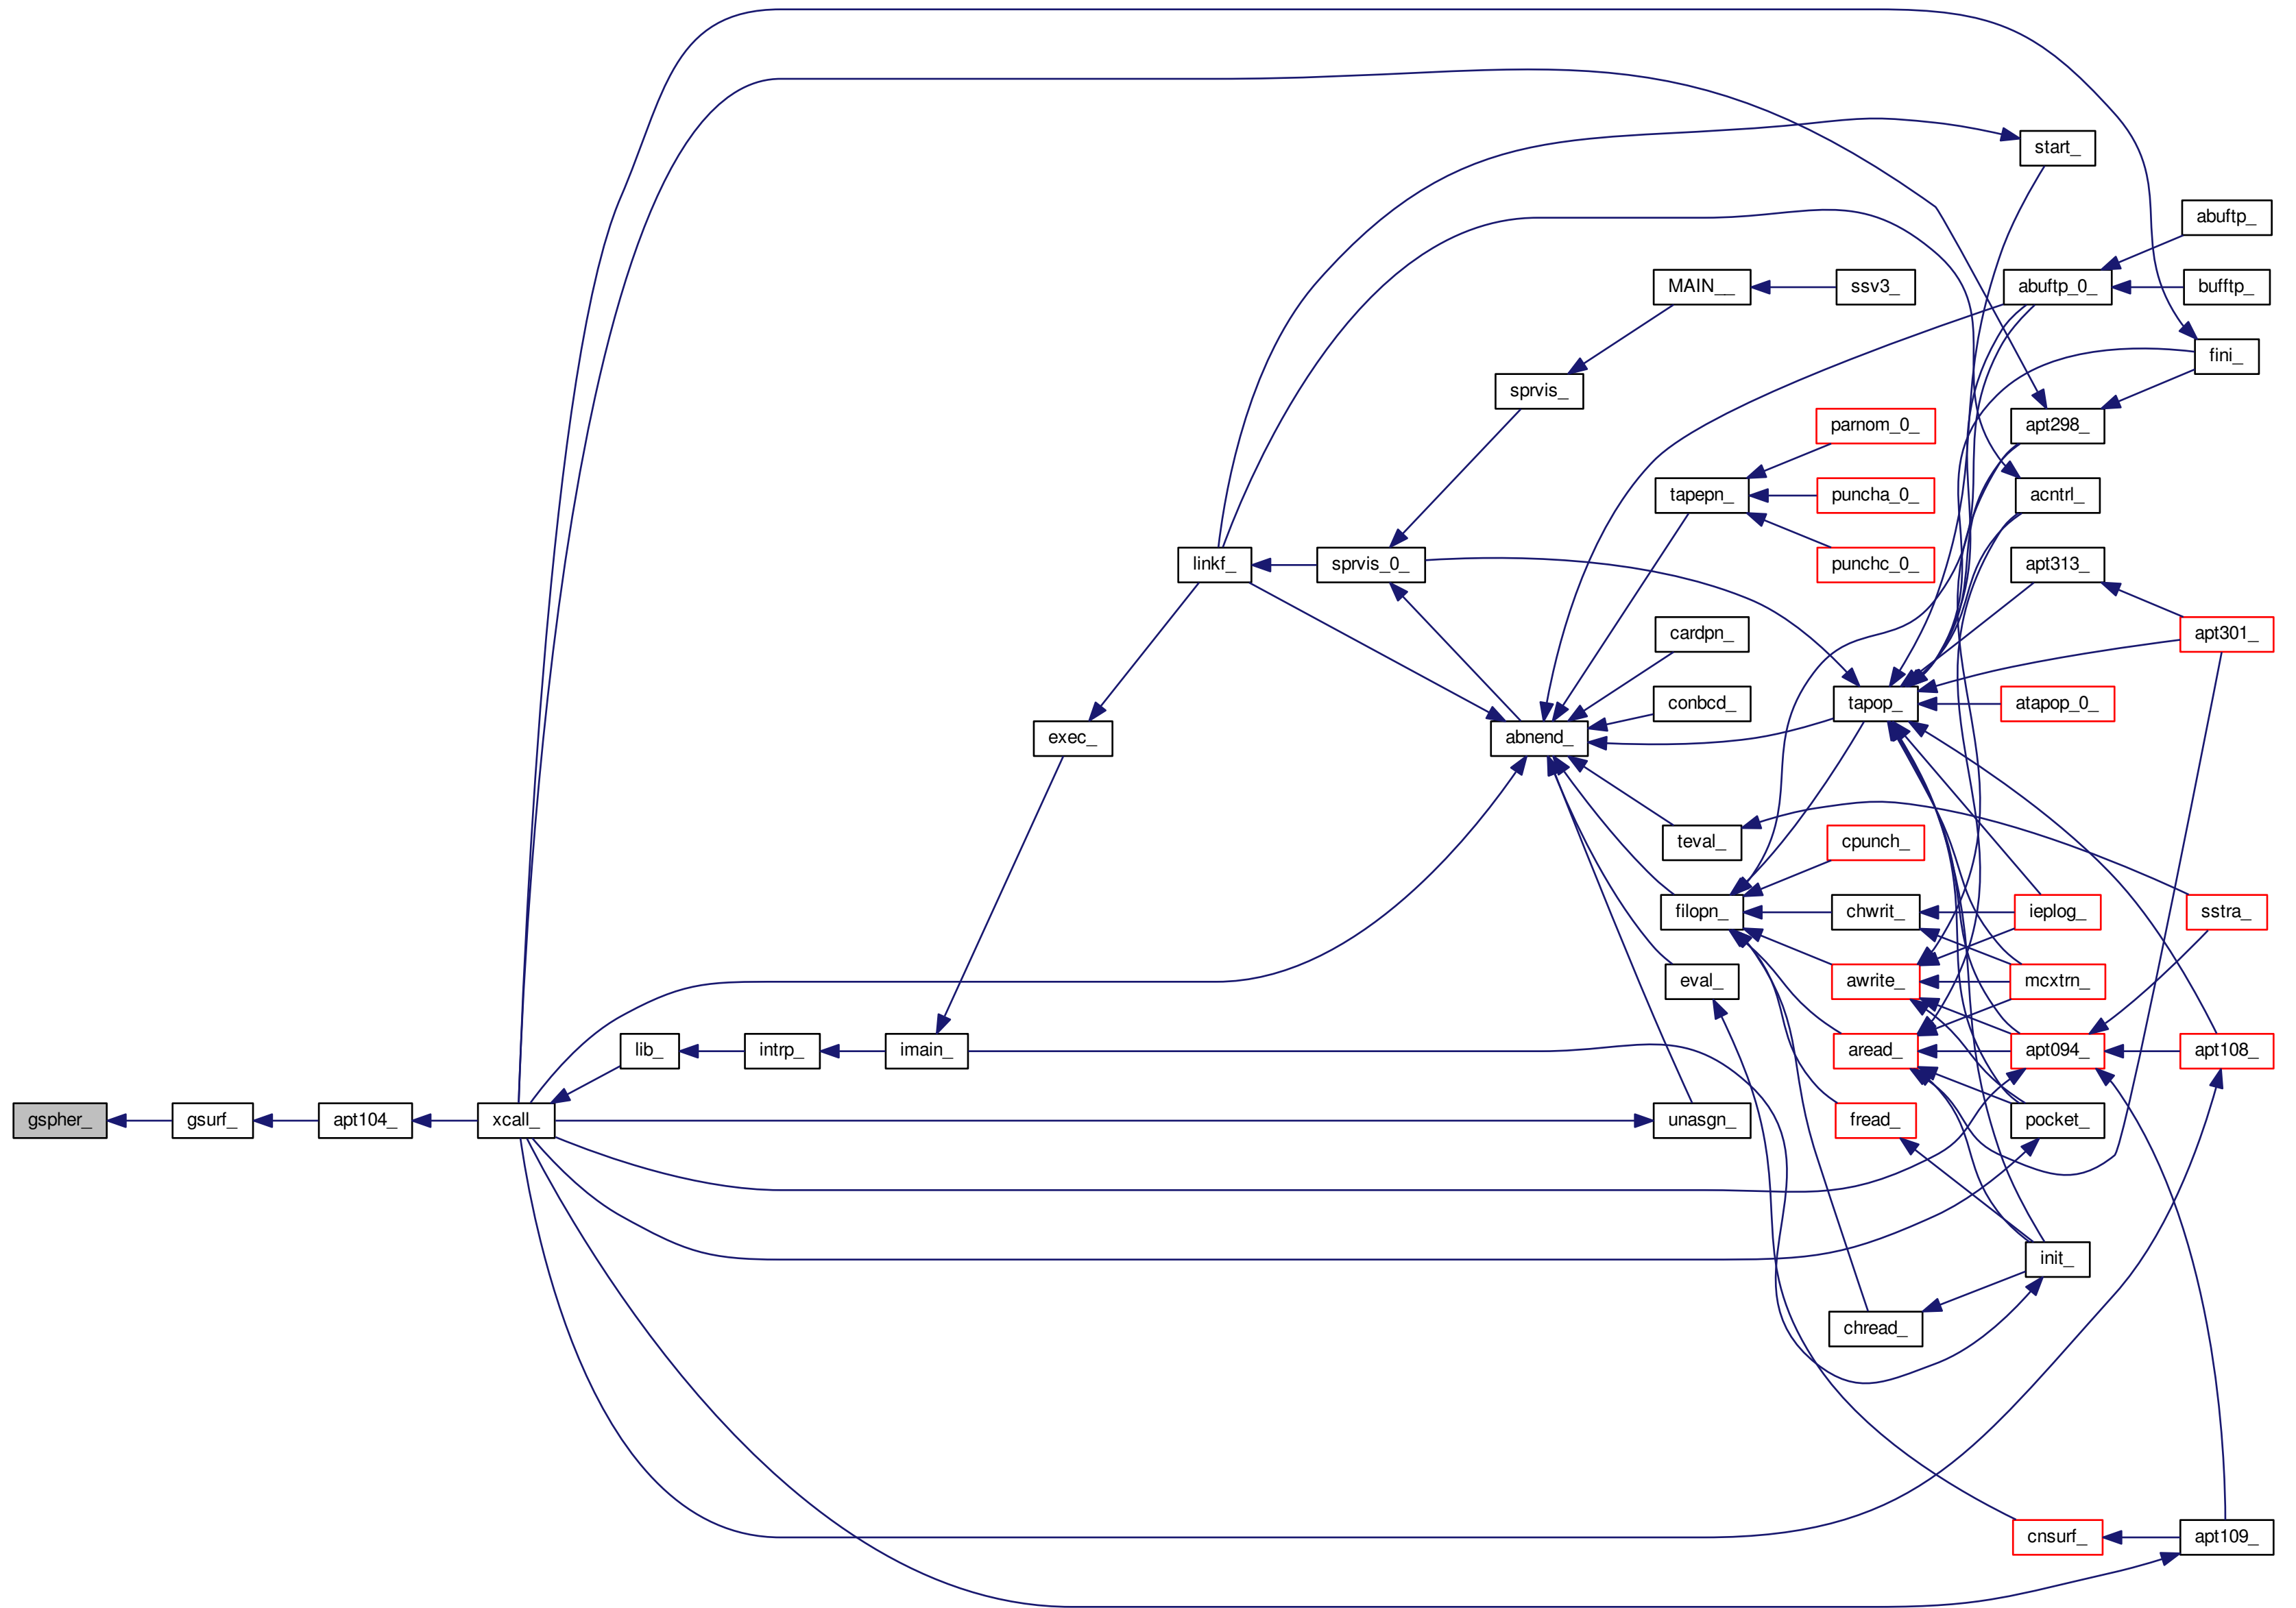 start_
abuftp_
MAIN__
ssv3_
abuftp_0_
bufftp_
fini_
sprvis_
parnom_0_
apt298_
tapepn_
puncha_0_
acntrl_
linkf_
sprvis_0_
punchc_0_
apt313_
cardpn_
apt301_
conbcd_
tapop_
atapop_0_
exec_
abnend_
teval_
cpunch_
filopn_
chwrit_
ieplog_
sstra_
eval_
awrite_
mcxtrn_
lib_
intrp_
imain_
aread_
apt094_
apt108_
gspher_
gsurf_
apt104_
xcall_
unasgn_
fread_
pocket_
init_
chread_
cnsurf_
apt109_